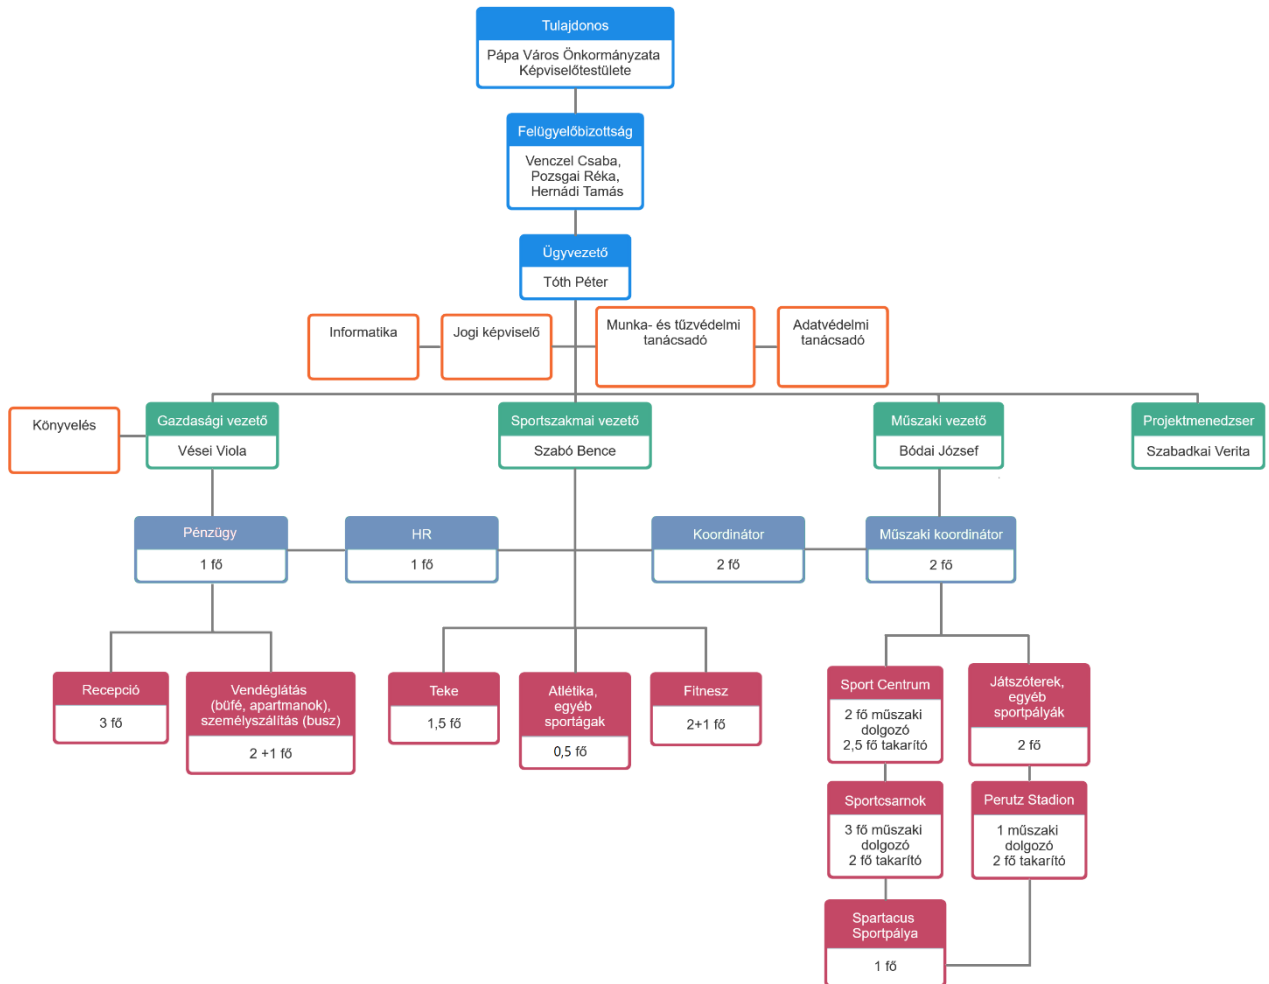 Tulajdonos
Pápa Város Önkormányzata
Képviselőtestülete
Felügyelőbizottság
Venczel Csaba,
Pozsgai Réka,
Hernádi Tamás
Ügyvezető
Tóth Péter
Informatika
Jogi képviselő
Munka- és tűzvédelmi
tanácsadó
Adatvédelmi
tanácsadó
Könyvelés
Gazdasági vezető
Vései Viola
Sportszakmai vezető
Szabó Bence
Műszaki vezető
Bódai József
Projektmenedzser
Szabadkai Verita
Pénzügy
1 fő
HR
1 fő
Koordinátor
2 fő
Műszaki koordinátor
2 fő
Recepció
3 fő
Vendéglátás
(büfé, apartmanok),
személyszálítás (busz)
2 +1 fő
Teke
1,5 fő
Atlétika,
egyéb
sportágak
0,5 fő
Fitnesz
2+1 fő
Sport Centrum
2 fő műszaki
dolgozó
2,5 fő takarító
Játszóterek,
egyéb
sportpályák
2 fő
Sportcsarnok
3 fő műszaki
dolgozó
2 fő takarító
Perutz Stadion
1 műszaki
dolgozó
2 fő takarító
Spartacus
Sportpálya
1 fő